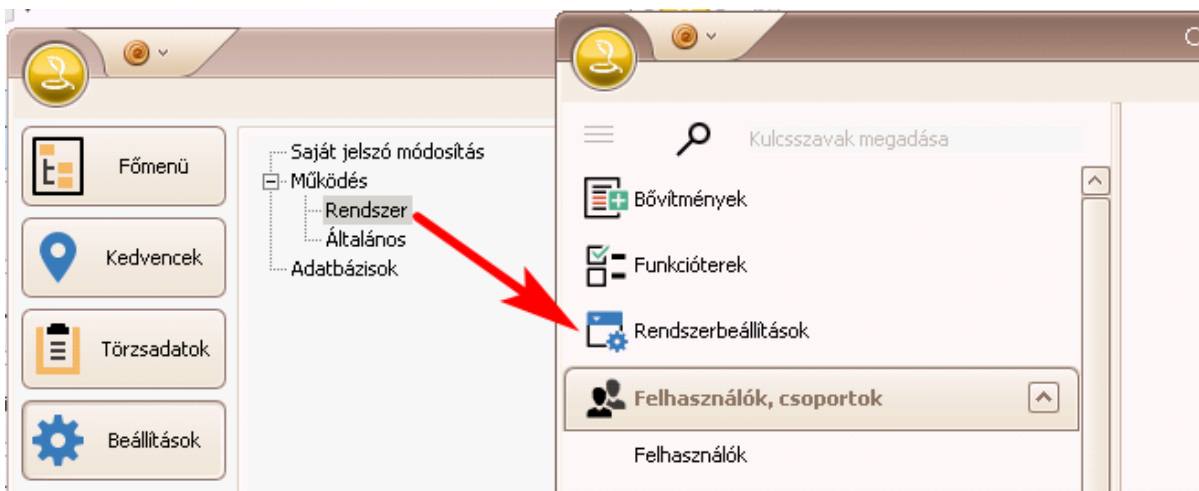 Főmenü
Kedvencek
Törzsadatok
Beállítások
Saját jelszó módosítás
Működés
Rendszer
Általános
Adatbázisok
Kulcsszavak megadása
Bővítmények
Funkcióterek
Rendszerbeállítások
Felhasználók, csoportok
Felhasználók